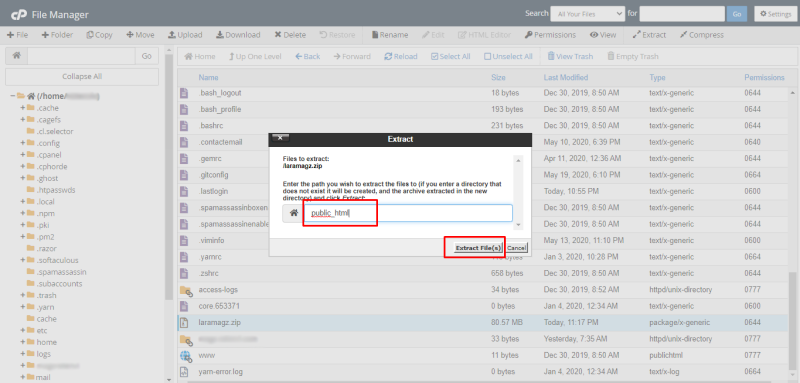 cP File Manager
Search All Your Files for Go Settings
+ File + Folder Copy Move Upload Download Delete Restore Rename Edit HTML Editor Permissions View Extract Compress
Go
Home Up One Level Back Forward Reload Select All Unselect All View Trash Empty Trash
Collapse All
Name Size Last Modified Type Permissions
(/home/
.cache
.cagefs
.cl.selector
.config
.cpanel
.cphorde
.ghost
.htpasswds
.local
.npm
.pki
.pm2
.razor
.softaculous
.spamassassin
.subaccounts
.trash
.yarn
cache
etc
home
logs
mail
.bash_logout 18 bytes Dec 30, 2019, 8:50 AM text/x-generic 0644
.bash_profile 193 bytes Dec 30, 2019, 8:50 AM text/x-generic 0644
.bashrc 231 bytes Dec 30, 2019, 8:50 AM text/x-generic 0644
.contactemail May 10, 2020, 6:39 PM text/x-generic 0640
.gemrc Apr 11, 2020, 12:36 AM text/x-generic 0644
.gitconfig May 19, 2020, 6:10 PM text/x-generic 0664
.lastlogin Today, 10:55 PM text/x-generic 0600
.spamassassinboxen Dec 30, 2019, 8:50 AM text/x-generic 0644
.spamassassinenable Dec 30, 2019, 8:50 AM text/x-generic 0644
.viminfo May 13, 2020, 11:10 PM text/x-generic 0600
.yarnrc Jan 3, 2020, 10:28 PM text/x-generic 0664
.zshrc 658 bytes Dec 30, 2019, 8:50 AM text/x-generic 0644
access-logs 34 bytes Dec 30, 2019, 8:52 AM httpd/unix-directory 0777
core.653371 0 bytes Jan 4, 2020, 12:34 AM text/x-generic 0600
laramagz.zip 80.57 MB Today, 11:17 PM package/x-generic 0644
33 bytes Yesterday, 7:35 AM httpd/unix-directory 0777
www 11 bytes Dec 30, 2019, 8:50 AM publichtml 0777
yarn-error.log 0 bytes Jan 4, 2020, 12:34 AM text/x-log 0664
Extract
Files to extract:
/laramagz.zip
Enter the path you wish to extract the files to (if you enter a directory that
does not exist it will be created, and the archive extracted in the new
directory) and click Extract:
public_html
Extract File(s) Cancel